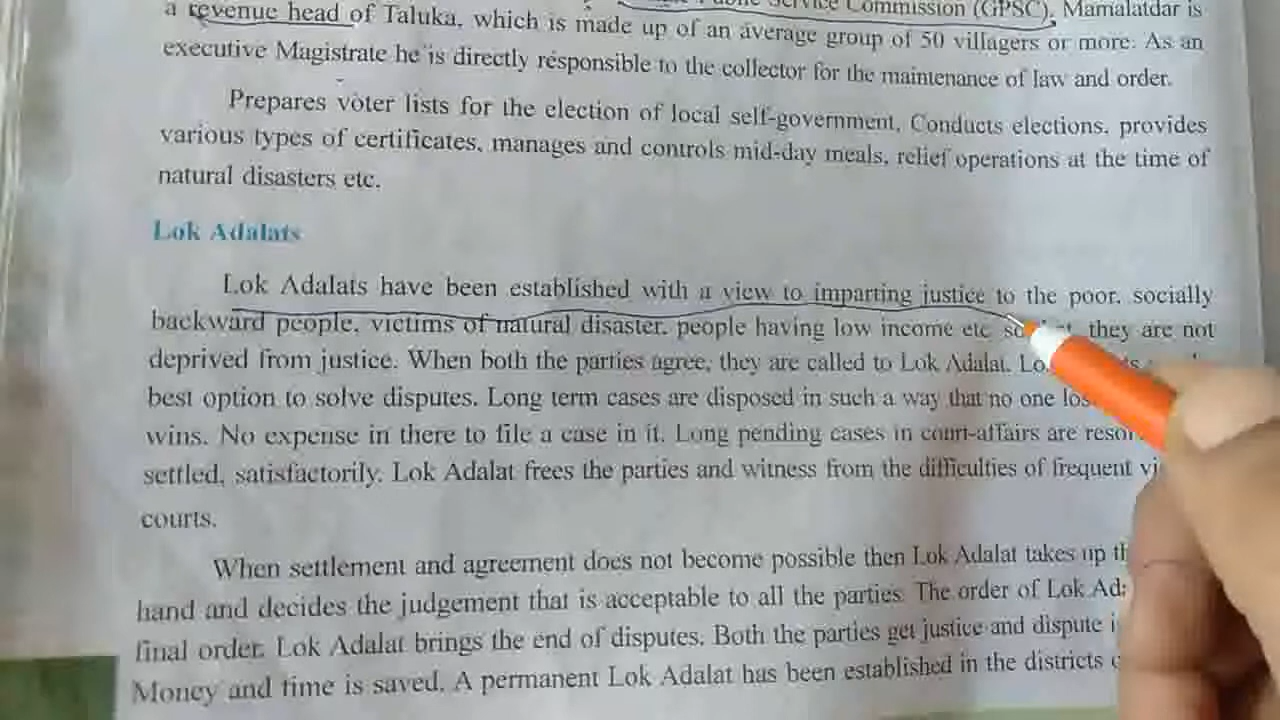 Service Commission (GPSC), Mamalatdar is
a revenue head of Taluka, which is made up of an average group of 50 villagers or more. As an
executive Magistrate he is directly responsible to the collector for the maintenance of law and order.
Prepares voter lists for the election of local self-government, Conducts elections, provides
various types of certificates, manages and controls mid-day meals, relief operations at the time of
natural disasters etc.
Lok Adalats
Lok Adalats have been established with a view to imparting justice to the poor, socially
backward people, victims of natural disaster, people having low income etc they are not
deprived from justice. When both the parties agree, they are called to Lok Adalat.
best option to solve disputes. Long term cases are disposed in such a way that no one
wins. No expense in there to file a case in it. Long pending cases in court-affairs are
settled, satisfactorily. Lok Adalat frees the parties and witness from the difficulties of frequent
courts.
When settlement and agreement does not become possible then Lok Adalat takes up
hand and decides the judgement that is acceptable to all the parties. The order of Lok
final order. Lok Adalat brings the end of disputes. Both the parties get justice and dispute
Money and time is saved. A permanent Lok Adalat has been established in the districts